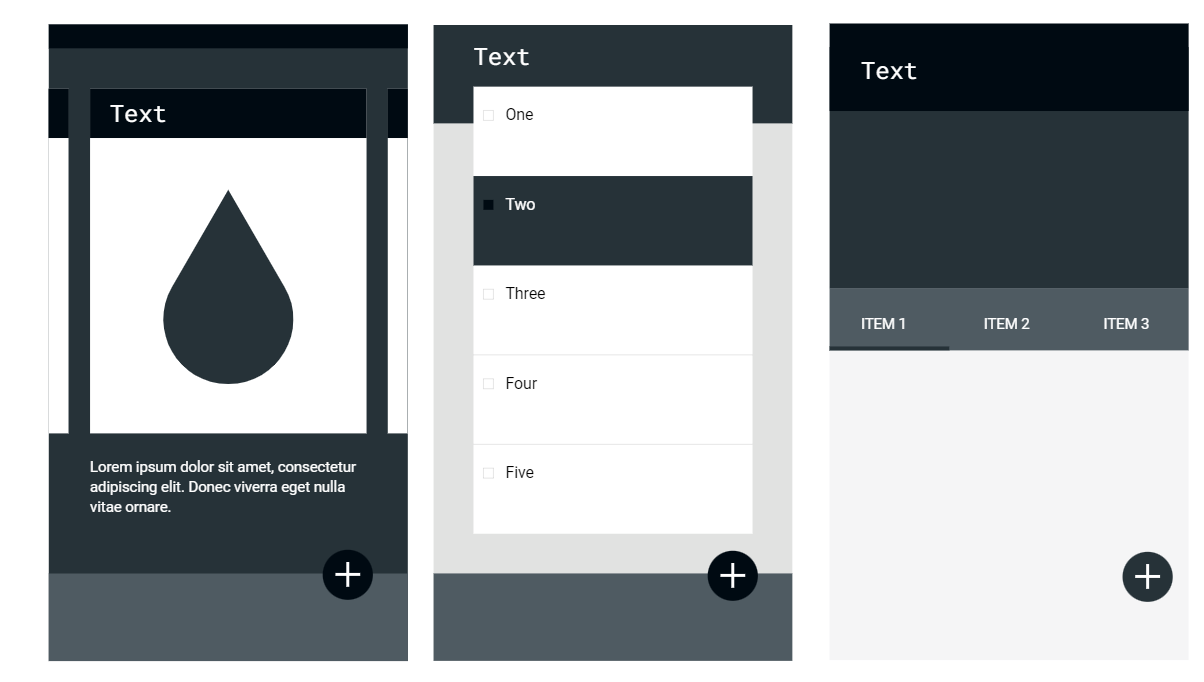 Text
Lorem ipsum dolor sit amet, consectetur
adipiscing elit. Donec viverra eget nulla
vitae ornare.
Text
One
Two
Three
Four
Five
Text
ITEM 1 ITEM 2 ITEM 3